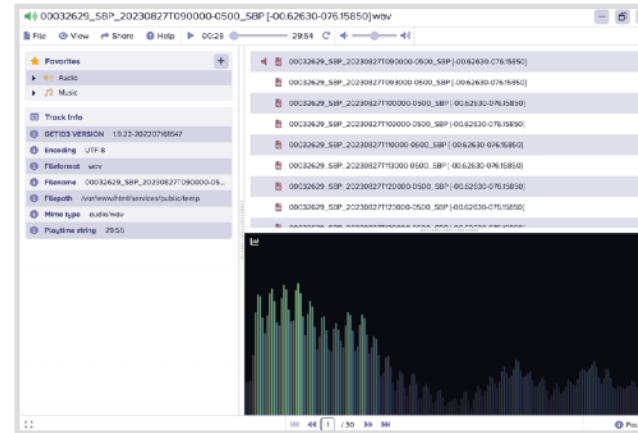 00032629_SBP_20230827T090000-0500_SBP [-00.62630-076.15850].wav
File View Share Help 00:28 29:54
Favorites
Audio
Music
Track Info
GETID3 VERSION 1.9.22-202207161647
Encoding UTF-8
Fileformat wav
Filename 00032629_SBP_20230827T090000-05...
Filepath /var/www/html/services/public/temp
Mime type audio/wav
Playtime string 29:55
00032629_SBP_20230827T090000-0500_SBP [-00.62630-076.15850]
00032629_SBP_20230827T093000-0500_SBP [-00.62630-076.15850]
00032629_SBP_20230827T100000-0500_SBP [-00.62630-076.15850]
00032629_SBP_20230827T103000-0500_SBP [-00.62630-076.15850]
00032629_SBP_20230827T110000-0500_SBP [-00.62630-076.15850]
00032629_SBP_20230827T113000-0500_SBP [-00.62630-076.15850]
00032629_SBP_20230827T120000-0500_SBP [-00.62630-076.15850]
00032629_SBP_20230827T123000-0500_SBP [-00.62630-076.15850]
1 / 30